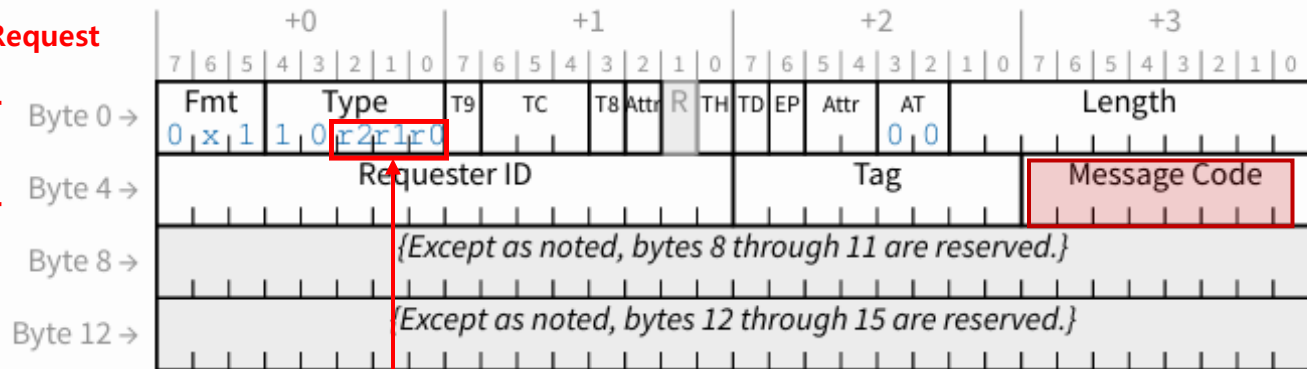 Request
+0 +1 +2 +3
7 6 5 4 3 2 1 0 7 6 5 4 3 2 1 0 7 6 5 4 3 2 1 0 7 6 5 4 3 2 1 0
Byte 0 → Fmt Type T9 TC T8 Attr R TH TD EP Attr AT Length
0 x 1 1 0 r2 r1 r0 0 0
Byte 4 → Requester ID Tag Message Code
Byte 8 → {Except as noted, bytes 8 through 11 are reserved.}
Byte 12 → {Except as noted, bytes 12 through 15 are reserved.}